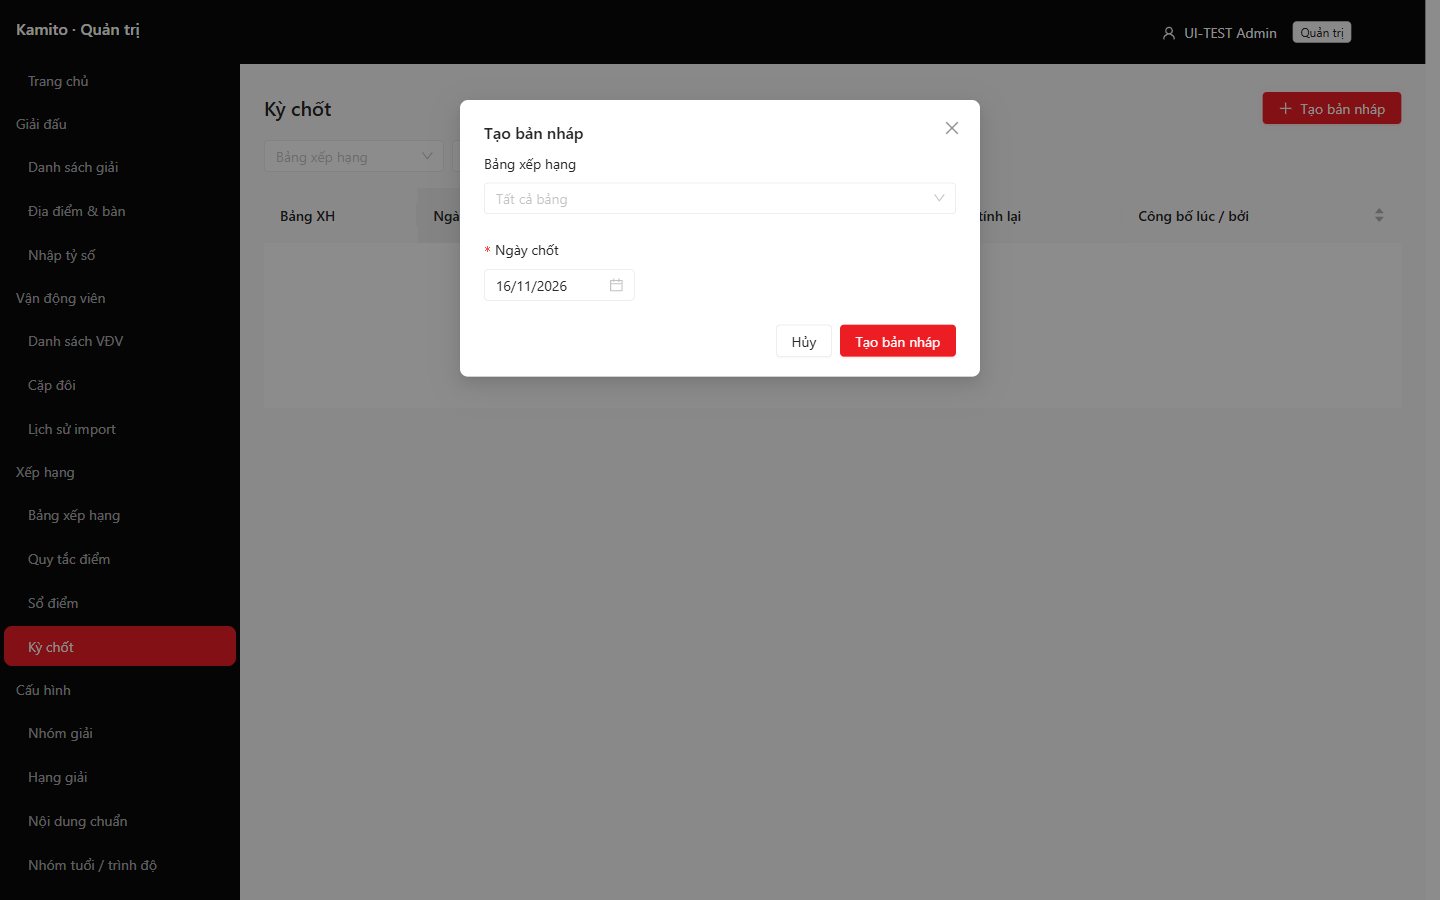 Kamito · Quản trị
UI-TEST Admin
Quản trị
Trang chủ
Giải đấu
Danh sách giải
Địa điểm & bàn
Nhập tỷ số
Vận động viên
Danh sách VĐV
Cặp đôi
Lịch sử import
Xếp hạng
Bảng xếp hạng
Quy tắc điểm
Sổ điểm
Kỳ chốt
Cấu hình
Nhóm giải
Hạng giải
Nội dung chuẩn
Nhóm tuổi / trình độ
Kỳ chốt
Tạo bản nháp
Bảng xếp hạng
Bảng XH
tính lại
Công bố lúc / bởi
Tạo bản nháp
Bảng xếp hạng
Tất cả bảng
* Ngày chốt
16/11/2026
Hủy
Tạo bản nháp